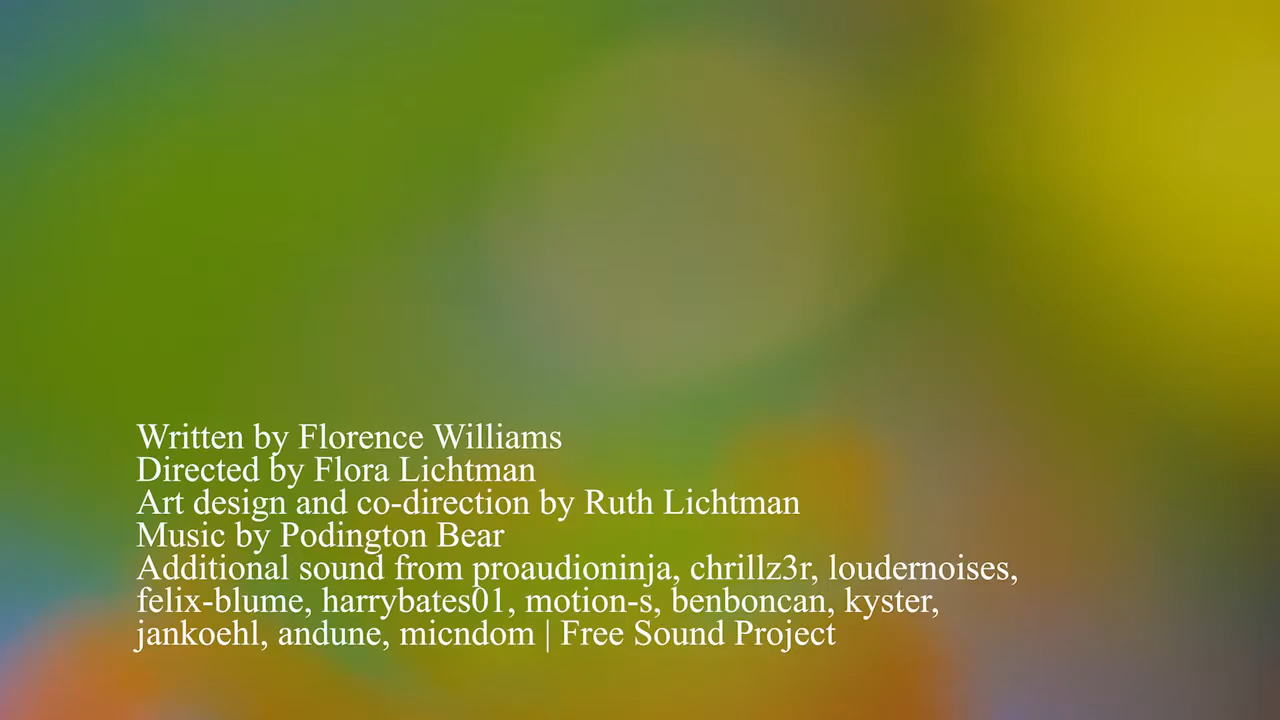 Written by Florence Williams
Directed by Flora Lichtman
Art design and co-direction by Ruth Lichtman
Music by Podington Bear
Additional sound from proaudioninja, chrillz3r, loudernoises,
felix-blume, harrybates01, motion-s, benboncan, kyster,
jankoehl, andune, micndom | Free Sound Project